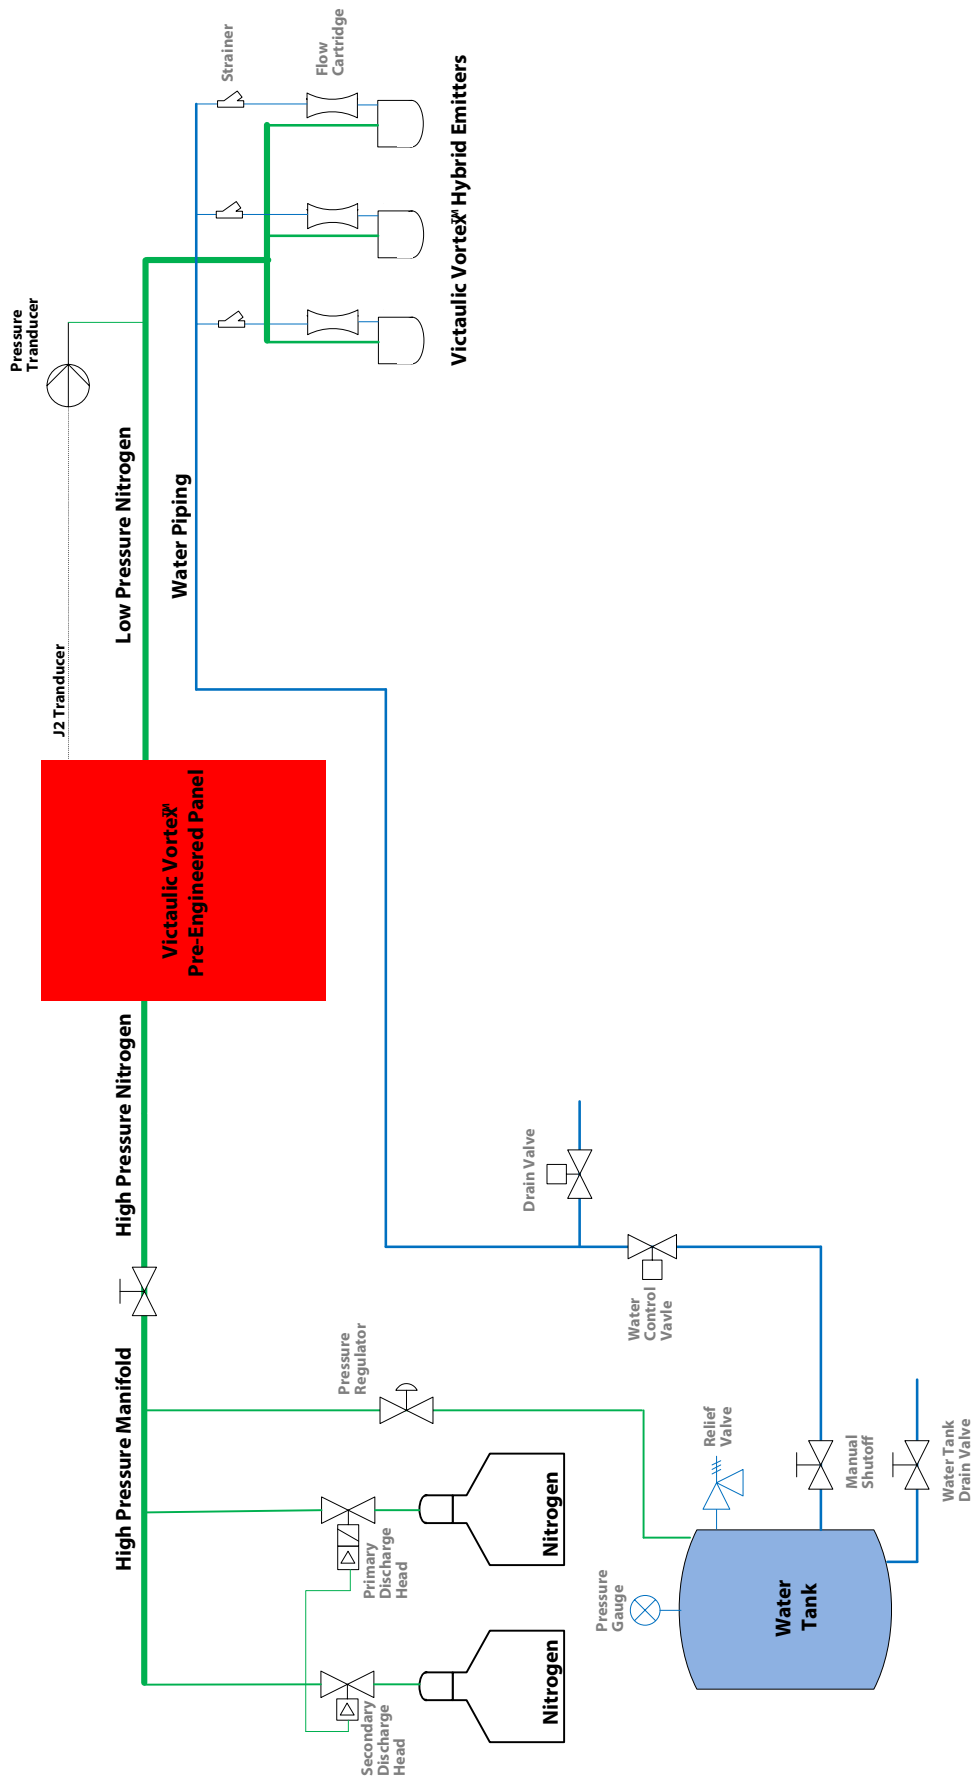 High Pressure Manifold
High Pressure Nitrogen
Victaulic Vortex™
Pre-Engineered Panel
J2 Tranducer
Low Pressure Nitrogen
Pressure
Tranducer
Water Piping
Strainer
Flow
Cartridge
Victaulic Vortex™ Hybrid Emitters
Secondary
Discharge
Head
Primary
Discharge
Head
Pressure
Regulator
Nitrogen
Nitrogen
Drain Valve
Water
Control
Vavle
Pressure
Gauge
Relief
Valve
Water
Tank
Manual
Shutoff
Water Tank
Drain Valve